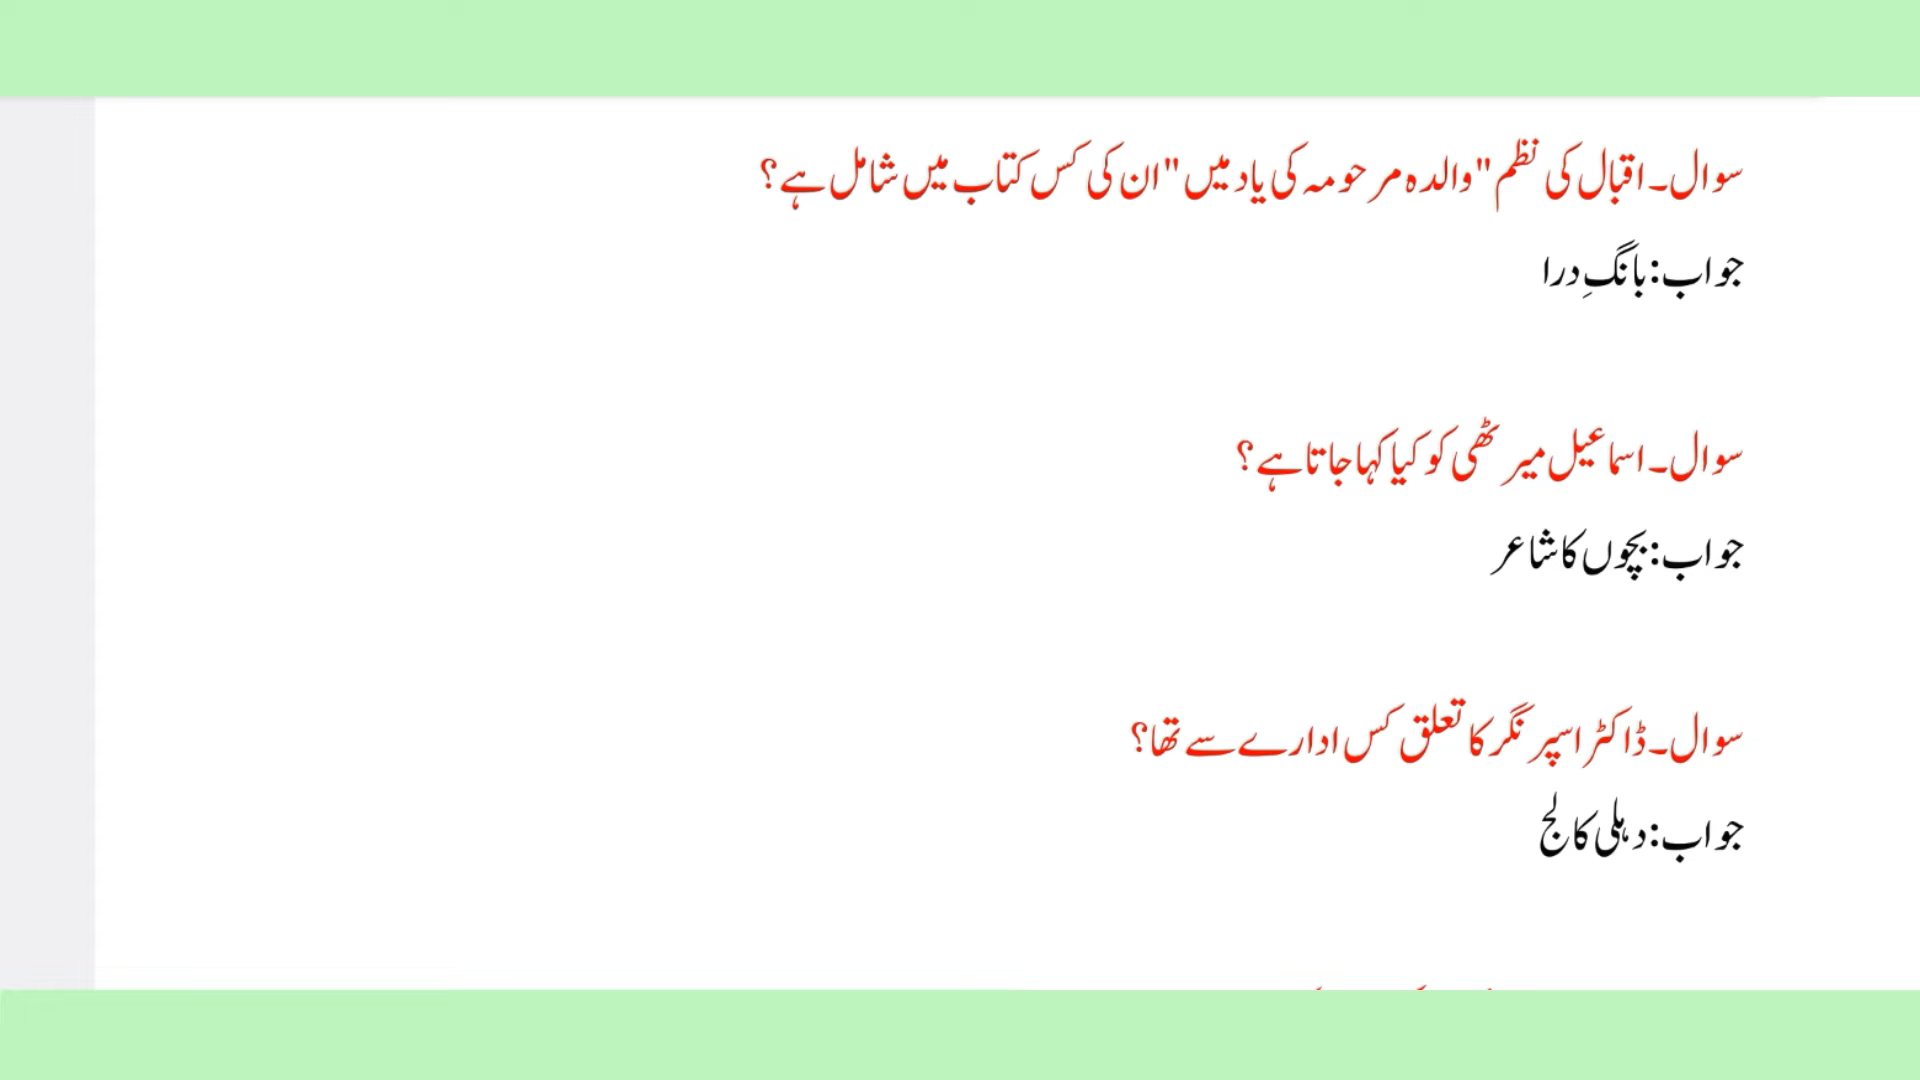 سوال۔ اقبال کی نظم "والدہ مرحومہ کی یاد میں" ان کی کس کتاب میں شامل ہے؟
جواب: بانگِ درا
سوال۔ اسماعیل میرٹھی کو کیا کہا جاتا ہے؟
جواب: بچوں کا شاعر
سوال۔ ڈاکٹر اسپرنگر کا تعلق کس ادارے سے تھا؟
جواب: دہلی کالج